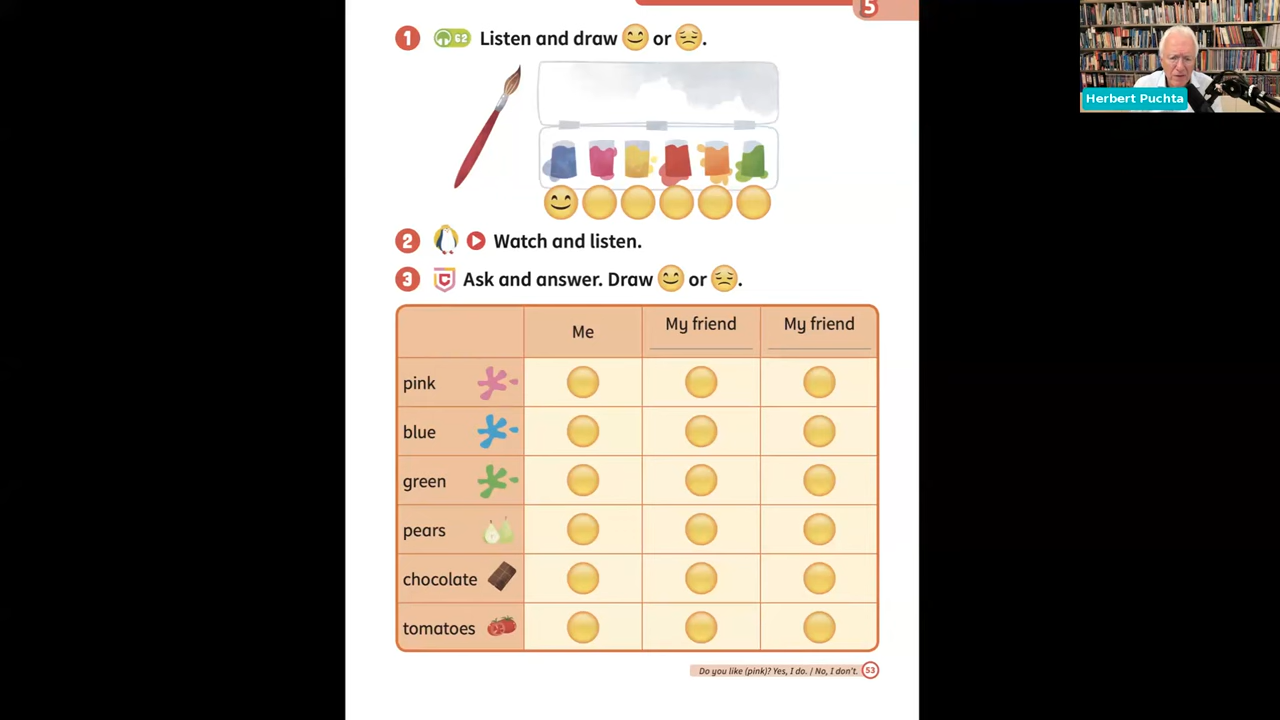 5
1 62 Listen and draw or .
Herbert Puchta
2 Watch and listen.
3 Ask and answer. Draw or .
Me
My friend
My friend
pink
blue
green
pears
chocolate
tomatoes
Do you like (pink)? Yes, I do. / No, I don't. 53